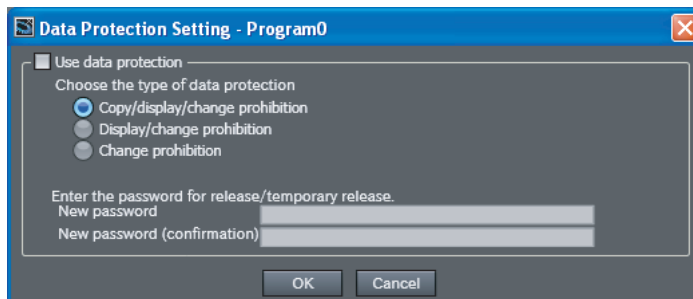 Data Protection Setting - Program0
Use data protection
Choose the type of data protection
Copy/display/change prohibition
Display/change prohibition
Change prohibition
Enter the password for release/temporary release.
New password
New password (confirmation)
OK
Cancel